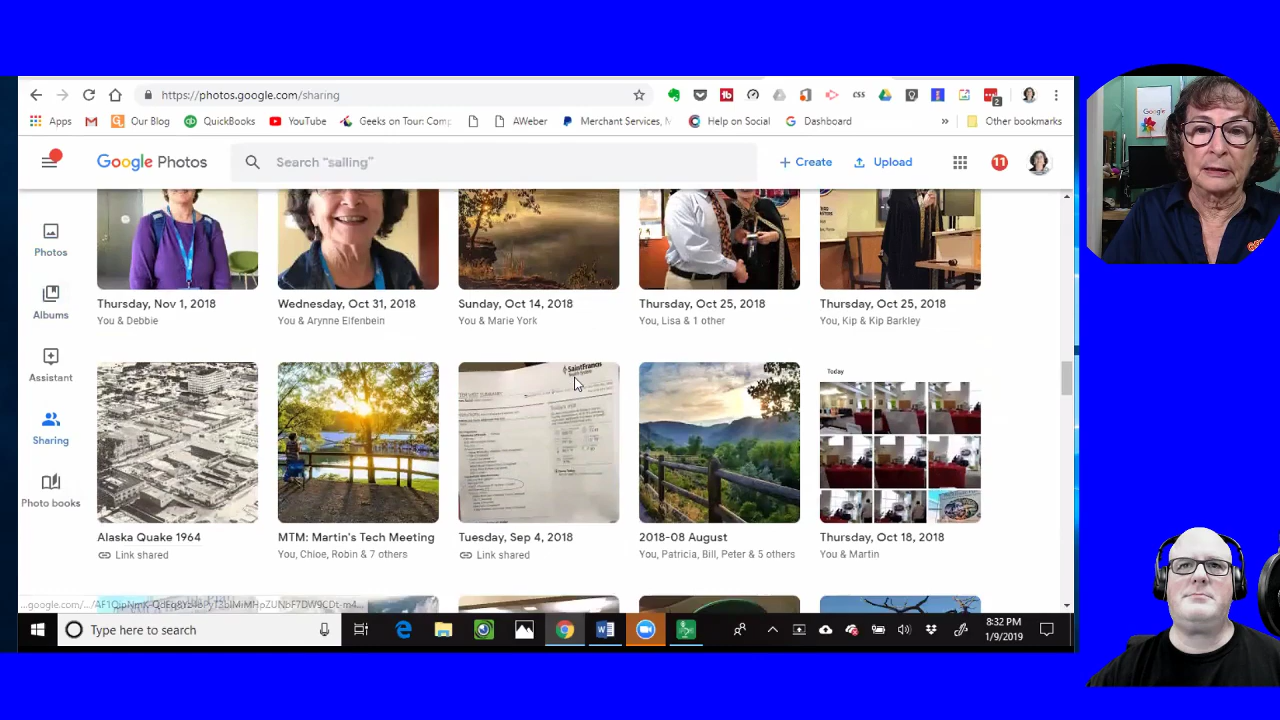 https://photos.google.com/sharing
Apps
Our Blog
QuickBooks
YouTube
Geeks on Tour: Com
AWeber
Merchant Services,
Help on Social
Dashboard
»
Other bookmarks
Google Photos
Search “salling”
+ Create
Upload
11
Google
Photos
Albums
Assistant
Sharing
Photo books
Thursday, Nov 1, 2018
You & Debbie
Wednesday, Oct 31, 2018
You & Arynne Elfenbein
Sunday, Oct 14, 2018
You & Marie York
Thursday, Oct 25, 2018
You, Lisa & 1 other
Thursday, Oct 25, 2018
You, Kip & Kip Barkley
SaintFrancis
Today
Alaska Quake 1964
Link shared
MTM: Martin's Tech Meeting
You, Chioe, Robin & 7 others
Tuesday, Sep 4, 2018
Link shared
2018-08 August
You, Patricia, Bill, Peter & 5 others
Thursday, Oct 18, 2018
You & Martin
Type here to search
8:32 PM
1/9/2019